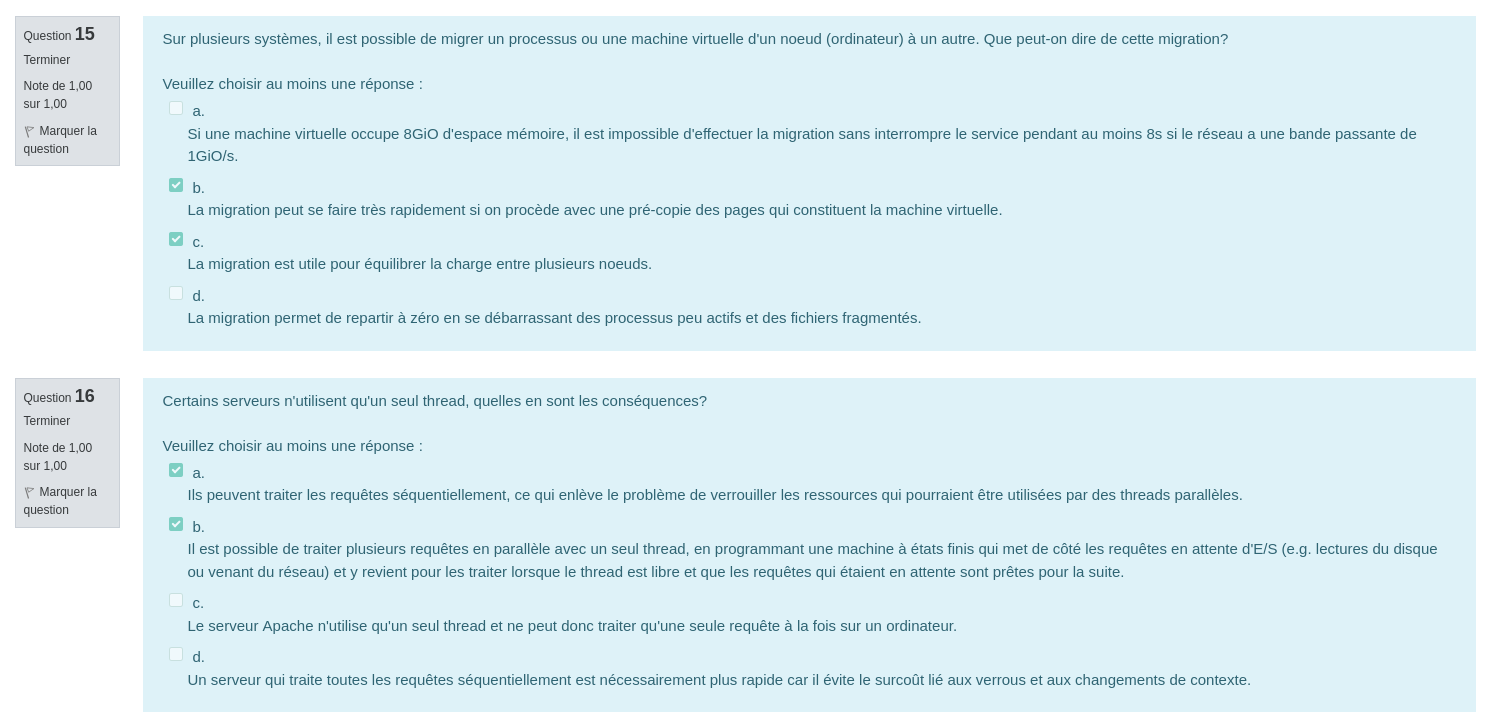 Question 15
Terminer
Note de 1,00
sur 1,00
Marquer la
question
Sur plusieurs systèmes, il est possible de migrer un processus ou une machine virtuelle d'un noeud (ordinateur) à un autre. Que peut-on dire de cette migration?
Veuillez choisir au moins une réponse :
a.
Si une machine virtuelle occupe 8GiO d'espace mémoire, il est impossible d'effectuer la migration sans interrompre le service pendant au moins 8s si le réseau a une bande passante de
1GiO/s.
b.
La migration peut se faire très rapidement si on procède avec une pré-copie des pages qui constituent la machine virtuelle.
c.
La migration est utile pour équilibrer la charge entre plusieurs noeuds.
d.
La migration permet de repartir à zéro en se débarrassant des processus peu actifs et des fichiers fragmentés.
Question 16
Terminer
Note de 1,00
sur 1,00
Marquer la
question
Certains serveurs n'utilisent qu'un seul thread, quelles en sont les conséquences?
Veuillez choisir au moins une réponse :
a.
Ils peuvent traiter les requêtes séquentiellement, ce qui enlève le problème de verrouiller les ressources qui pourraient être utilisées par des threads parallèles.
b.
Il est possible de traiter plusieurs requêtes en parallèle avec un seul thread, en programmant une machine à états finis qui met de côté les requêtes en attente d'E/S (e.g. lectures du disque
ou venant du réseau) et y revient pour les traiter lorsque le thread est libre et que les requêtes qui étaient en attente sont prêtes pour la suite.
c.
Le serveur Apache n'utilise qu'un seul thread et ne peut donc traiter qu'une seule requête à la fois sur un ordinateur.
d.
Un serveur qui traite toutes les requêtes séquentiellement est nécessairement plus rapide car il évite le surcoût lié aux verrous et aux changements de contexte.